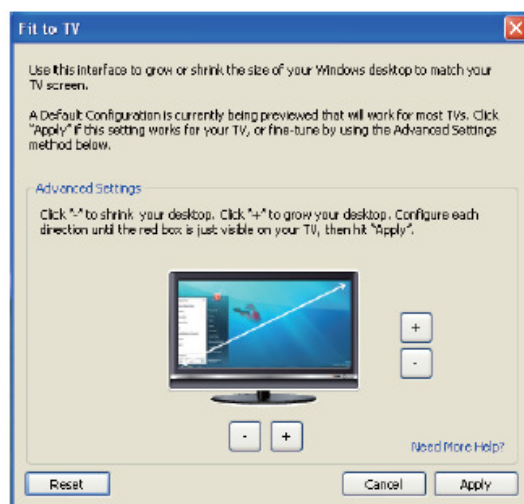 Fit to TV
Use this interface to grow or shrink the size of your Windows desktop to match your
TV screen.
A Default Configuration is currently being previewed that will work for most TVs. Click
"Apply" if this setting works for your TV, or fine-tune by using the Advanced Settings
method below.
Advanced Settings
Click "-" to shrink your desktop. Click "+" to grow your desktop. Configure each
direction until the red box is just visible on your TV, then hit "Apply".
+
-
- +
Need More Help?
Reset Cancel Apply